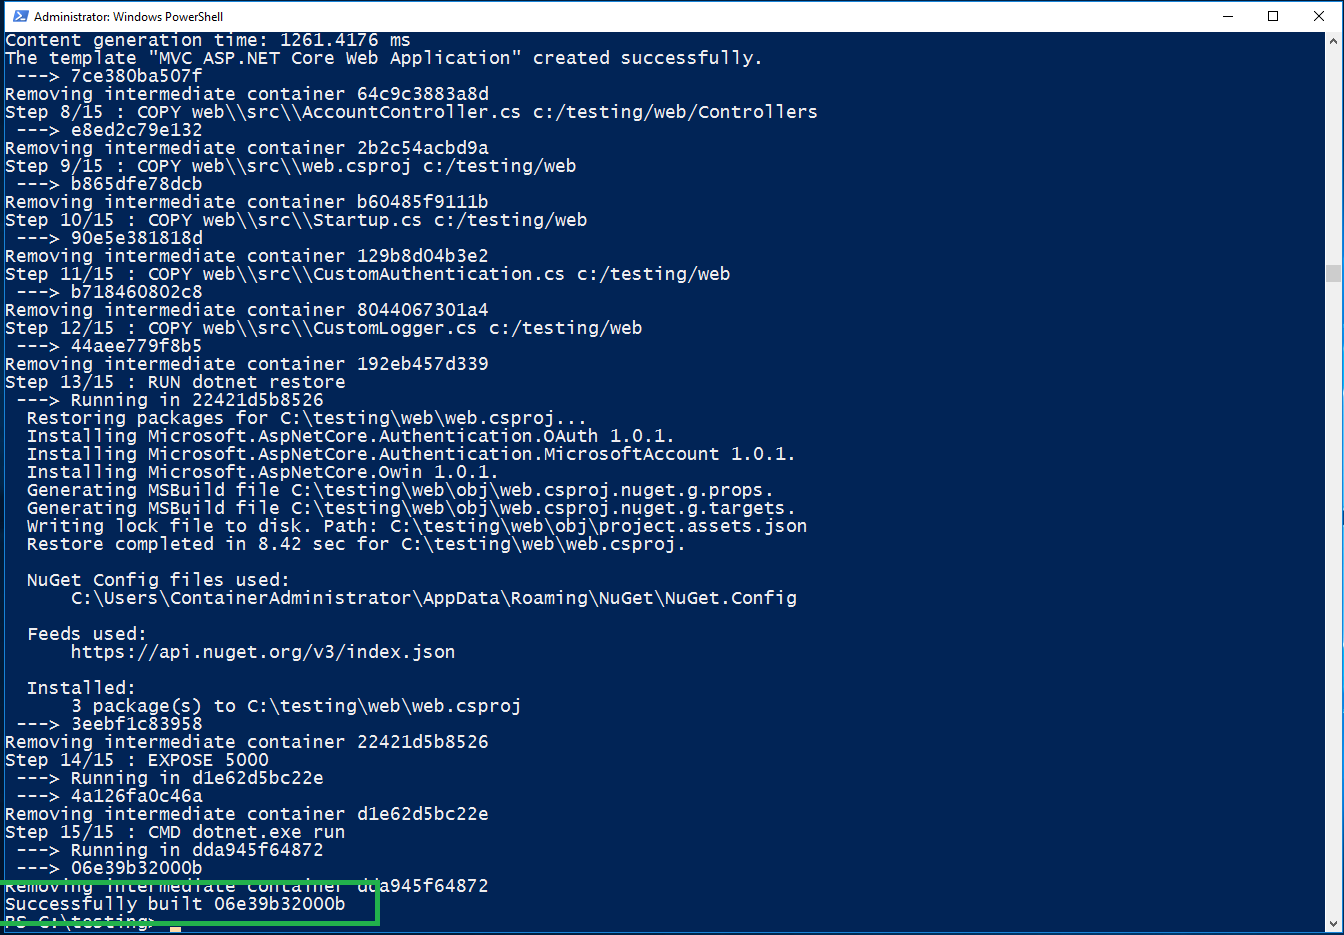 Administrator: Windows PowerShell
Content generation time: 1261.4176 ms
The template "MVC ASP.NET Core Web Application" created successfully.
---> 7ce380ba507f
Removing intermediate container 64c9c3883a8d
Step 8/15 : COPY web\\src\\AccountController.cs c:/testing/web/Controllers
---> e8ed2c79e132
Removing intermediate container 2b2c54acbd9a
Step 9/15 : COPY web\\src\\web.csproj c:/testing/web
---> b865dfe78dcb
Removing intermediate container b60485f9111b
Step 10/15 : COPY web\\src\\Startup.cs c:/testing/web
---> 90e5e381818d
Removing intermediate container 129b8d04b3e2
Step 11/15 : COPY web\\src\\CustomAuthentication.cs c:/testing/web
---> b718460802c8
Removing intermediate container 8044067301a4
Step 12/15 : COPY web\\src\\CustomLogger.cs c:/testing/web
---> 44aee779f8b5
Removing intermediate container 192eb457d339
Step 13/15 : RUN dotnet restore
---> Running in 22421d5b8526
Restoring packages for C:\testing\web\web.csproj...
Installing Microsoft.AspNetCore.Authentication.OAuth 1.0.1.
Installing Microsoft.AspNetCore.Authentication.MicrosoftAccount 1.0.1.
Installing Microsoft.AspNetCore.Owin 1.0.1.
Generating MSBuild file C:\testing\web\obj\web.csproj.nuget.g.props.
Generating MSBuild file C:\testing\web\obj\web.csproj.nuget.g.targets.
Writing lock file to disk. Path: C:\testing\web\obj\project.assets.json
Restore completed in 8.42 sec for C:\testing\web\web.csproj.
NuGet Config files used:
C:\Users\ContainerAdministrator\AppData\Roaming\NuGet\NuGet.Config
Feeds used:
https://api.nuget.org/v3/index.json
Installed:
3 package(s) to C:\testing\web\web.csproj
---> 3eebf1c83958
Removing intermediate container 22421d5b8526
Step 14/15 : EXPOSE 5000
---> Running in d1e62d5bc22e
---> 4a126fa0c46a
Removing intermediate container d1e62d5bc22e
Step 15/15 : CMD dotnet.exe run
---> Running in dda945f64872
---> 06e39b32000b
Removing intermediate container dda945f64872
Successfully built 06e39b32000b
PS C:\testing>